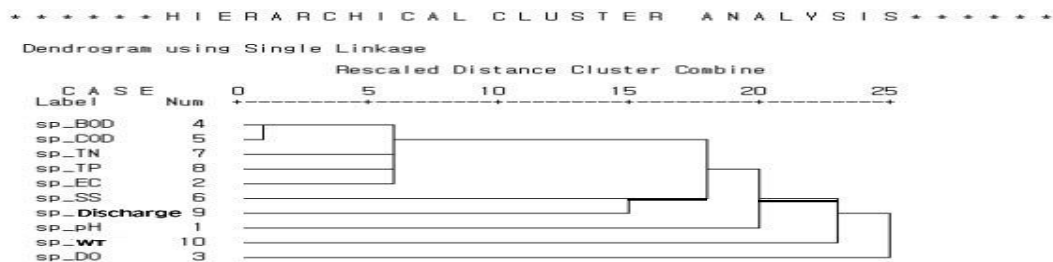 * * * * * * H I E R A R C H I C A L   C L U S T E R   A N A L Y S I S * * * * * *
Dendrogram using Single Linkage
Rescaled Distance Cluster Combine
C A S E 0 5 10 15 20 25
Label Num +---------+---------+---------+---------+---------+
sp_BOD 4
sp_COD 5
sp_TN 7
sp_TP 8
sp_EC 2
sp_SS 6
sp_Discharge 9
sp_pH 1
sp_WT 10
sp_DO 3